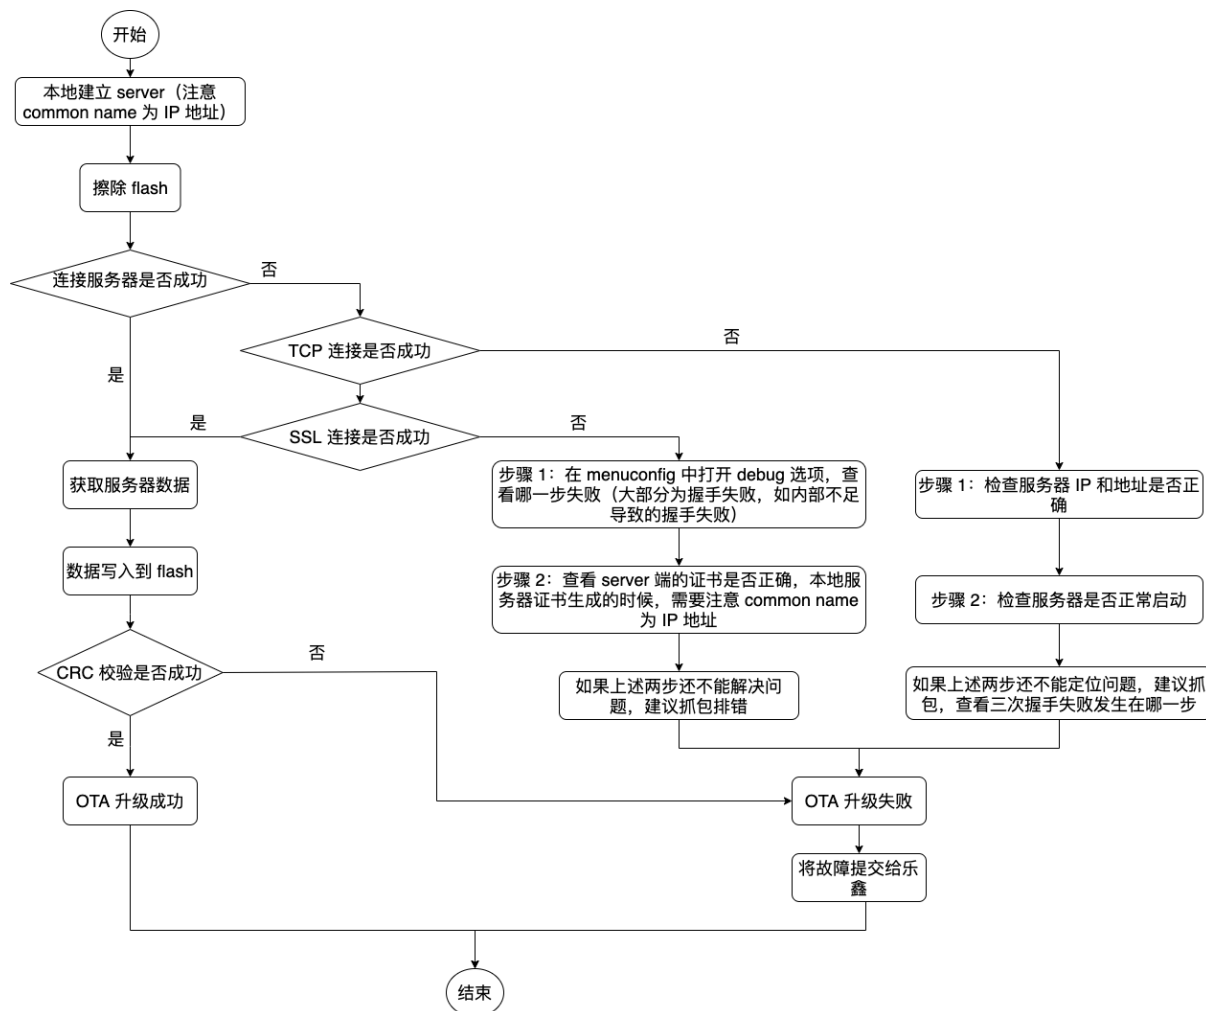 开始
本地建立 server（注意
common name 为 IP 地址）
擦除 flash
连接服务器是否成功
否
TCP 连接是否成功
否
是
SSL 连接是否成功
是
否
获取服务器数据
步骤 1：在 menuconfig 中打开 debug 选项，查
看哪一步失败（大部分为握手失败，如内部不足
导致的握手失败）
步骤 1：检查服务器 IP 和地址是否正
确
数据写入到 flash
步骤 2：查看 server 端的证书是否正确，本地服
务器证书生成的时候，需要注意 common name
为 IP 地址
步骤 2：检查服务器是否正常启动
CRC 校验是否成功
否
如果上述两步还不能解决问
题，建议抓包排错
如果上述两步还不能定位问题，建议抓
包，查看三次握手失败发生在哪一步
是
OTA 升级成功
OTA 升级失败
将故障提交给乐
鑫
结束